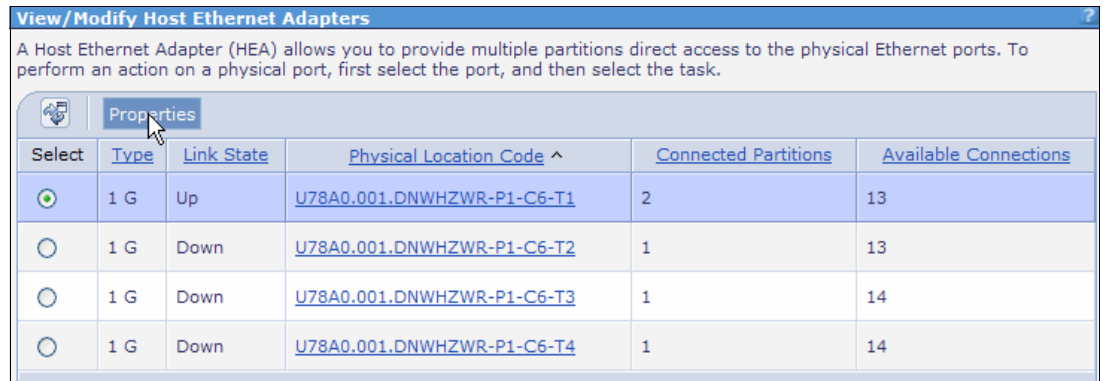 View/Modify Host Ethernet Adapters ?
A Host Ethernet Adapter (HEA) allows you to provide multiple partitions direct access to the physical Ethernet ports. To
perform an action on a physical port, first select the port, and then select the task.
Properties
Select Type Link State Physical Location Code ^ Connected Partitions Available Connections
1 G Up U78A0.001.DNWHZWR-P1-C6-T1 2 13
1 G Down U78A0.001.DNWHZWR-P1-C6-T2 1 13
1 G Down U78A0.001.DNWHZWR-P1-C6-T3 1 14
1 G Down U78A0.001.DNWHZWR-P1-C6-T4 1 14